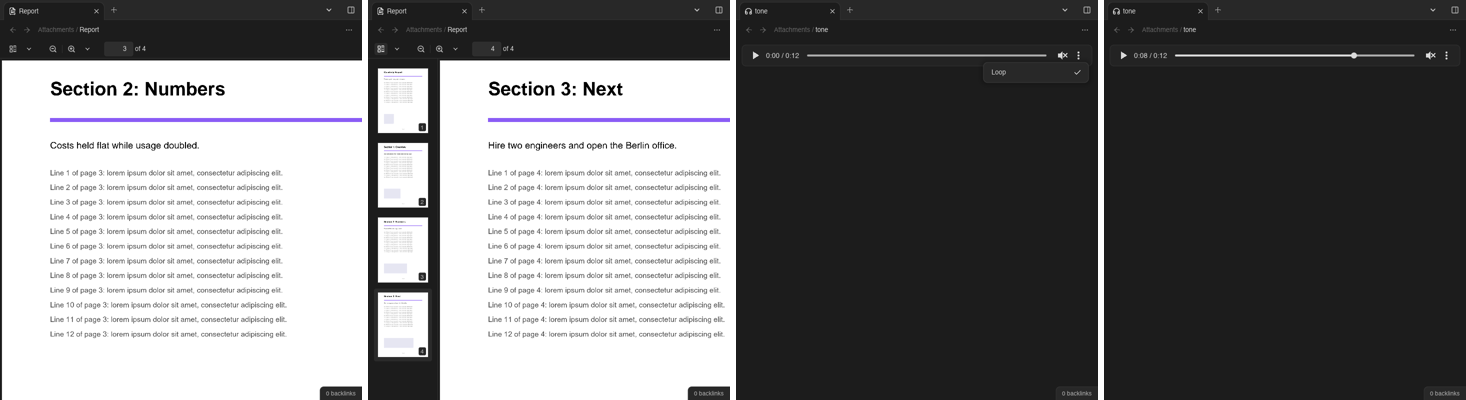 Report
Attachments / Report
3 of 4
Section 2: Numbers
Costs held flat while usage doubled.
Line 1 of page 3: lorem ipsum dolor sit amet, consectetur adipiscing elit.
Line 2 of page 3: lorem ipsum dolor sit amet, consectetur adipiscing elit.
Line 3 of page 3: lorem ipsum dolor sit amet, consectetur adipiscing elit.
Line 4 of page 3: lorem ipsum dolor sit amet, consectetur adipiscing elit.
Line 5 of page 3: lorem ipsum dolor sit amet, consectetur adipiscing elit.
Line 6 of page 3: lorem ipsum dolor sit amet, consectetur adipiscing elit.
Line 7 of page 3: lorem ipsum dolor sit amet, consectetur adipiscing elit.
Line 8 of page 3: lorem ipsum dolor sit amet, consectetur adipiscing elit.
Line 9 of page 3: lorem ipsum dolor sit amet, consectetur adipiscing elit.
Line 10 of page 3: lorem ipsum dolor sit amet, consectetur adipiscing elit.
Line 11 of page 3: lorem ipsum dolor sit amet, consectetur adipiscing elit.
Line 12 of page 3: lorem ipsum dolor sit amet, consectetur adipiscing elit.
0 backlinks
Report
Attachments / Report
4 of 4
1
2
3
4
Section 3: Next
Hire two engineers and open the Berlin office.
Line 1 of page 4: lorem ipsum dolor sit amet, consectetur adipiscing elit.
Line 2 of page 4: lorem ipsum dolor sit amet, consectetur adipiscing elit.
Line 3 of page 4: lorem ipsum dolor sit amet, consectetur adipiscing elit.
Line 4 of page 4: lorem ipsum dolor sit amet, consectetur adipiscing elit.
Line 5 of page 4: lorem ipsum dolor sit amet, consectetur adipiscing elit.
Line 6 of page 4: lorem ipsum dolor sit amet, consectetur adipiscing elit.
Line 7 of page 4: lorem ipsum dolor sit amet, consectetur adipiscing elit.
Line 8 of page 4: lorem ipsum dolor sit amet, consectetur adipiscing elit.
Line 9 of page 4: lorem ipsum dolor sit amet, consectetur adipiscing elit.
Line 10 of page 4: lorem ipsum dolor sit amet, consectetur adipiscing elit.
Line 11 of page 4: lorem ipsum dolor sit amet, consectetur adipiscing elit.
Line 12 of page 4: lorem ipsum dolor sit amet, consectetur adipiscing elit.
0 backlinks
tone
Attachments / tone
0:00 / 0:12
Loop
0 backlinks
tone
Attachments / tone
0:08 / 0:12
0 backlinks